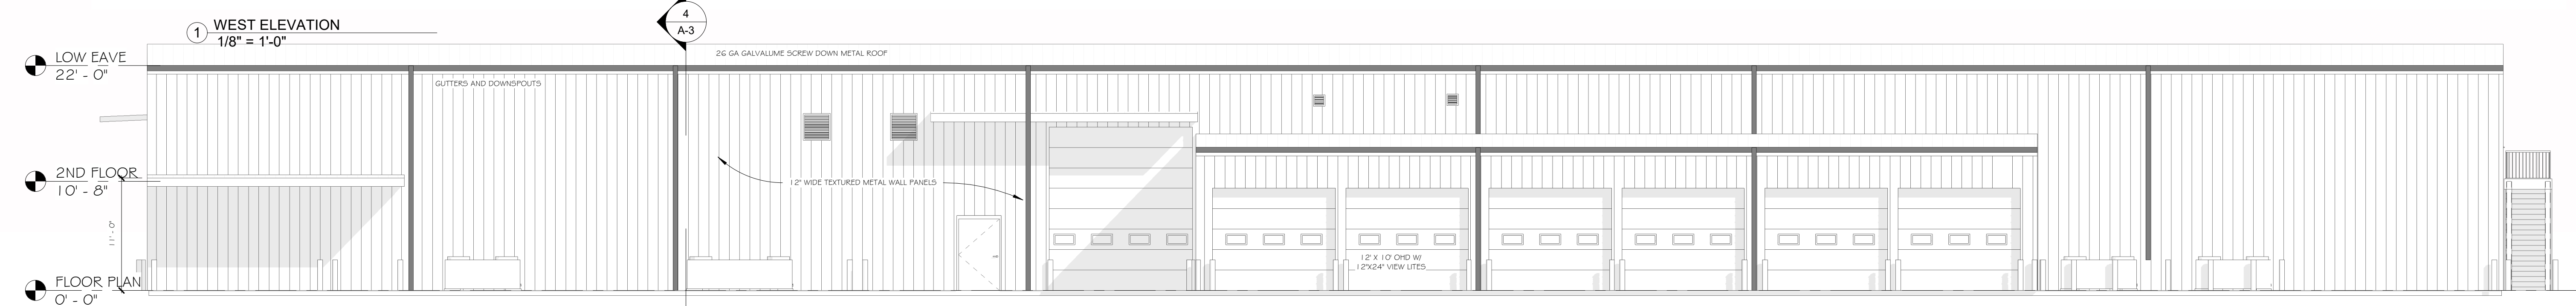 1
WEST ELEVATION
1/8" = 1'-0"
4
A-3
LOW EAVE
22' - 0"
26 GA GALVALUME SCREW DOWN METAL ROOF
GUTTERS AND DOWNSPOUTS
2ND FLOOR
10' - 8"
12" WIDE TEXTURED METAL WALL PANELS
11' - 0"
12' X 10' OHD W/
12"X24" VIEW LITES
FLOOR PLAN
0' - 0"